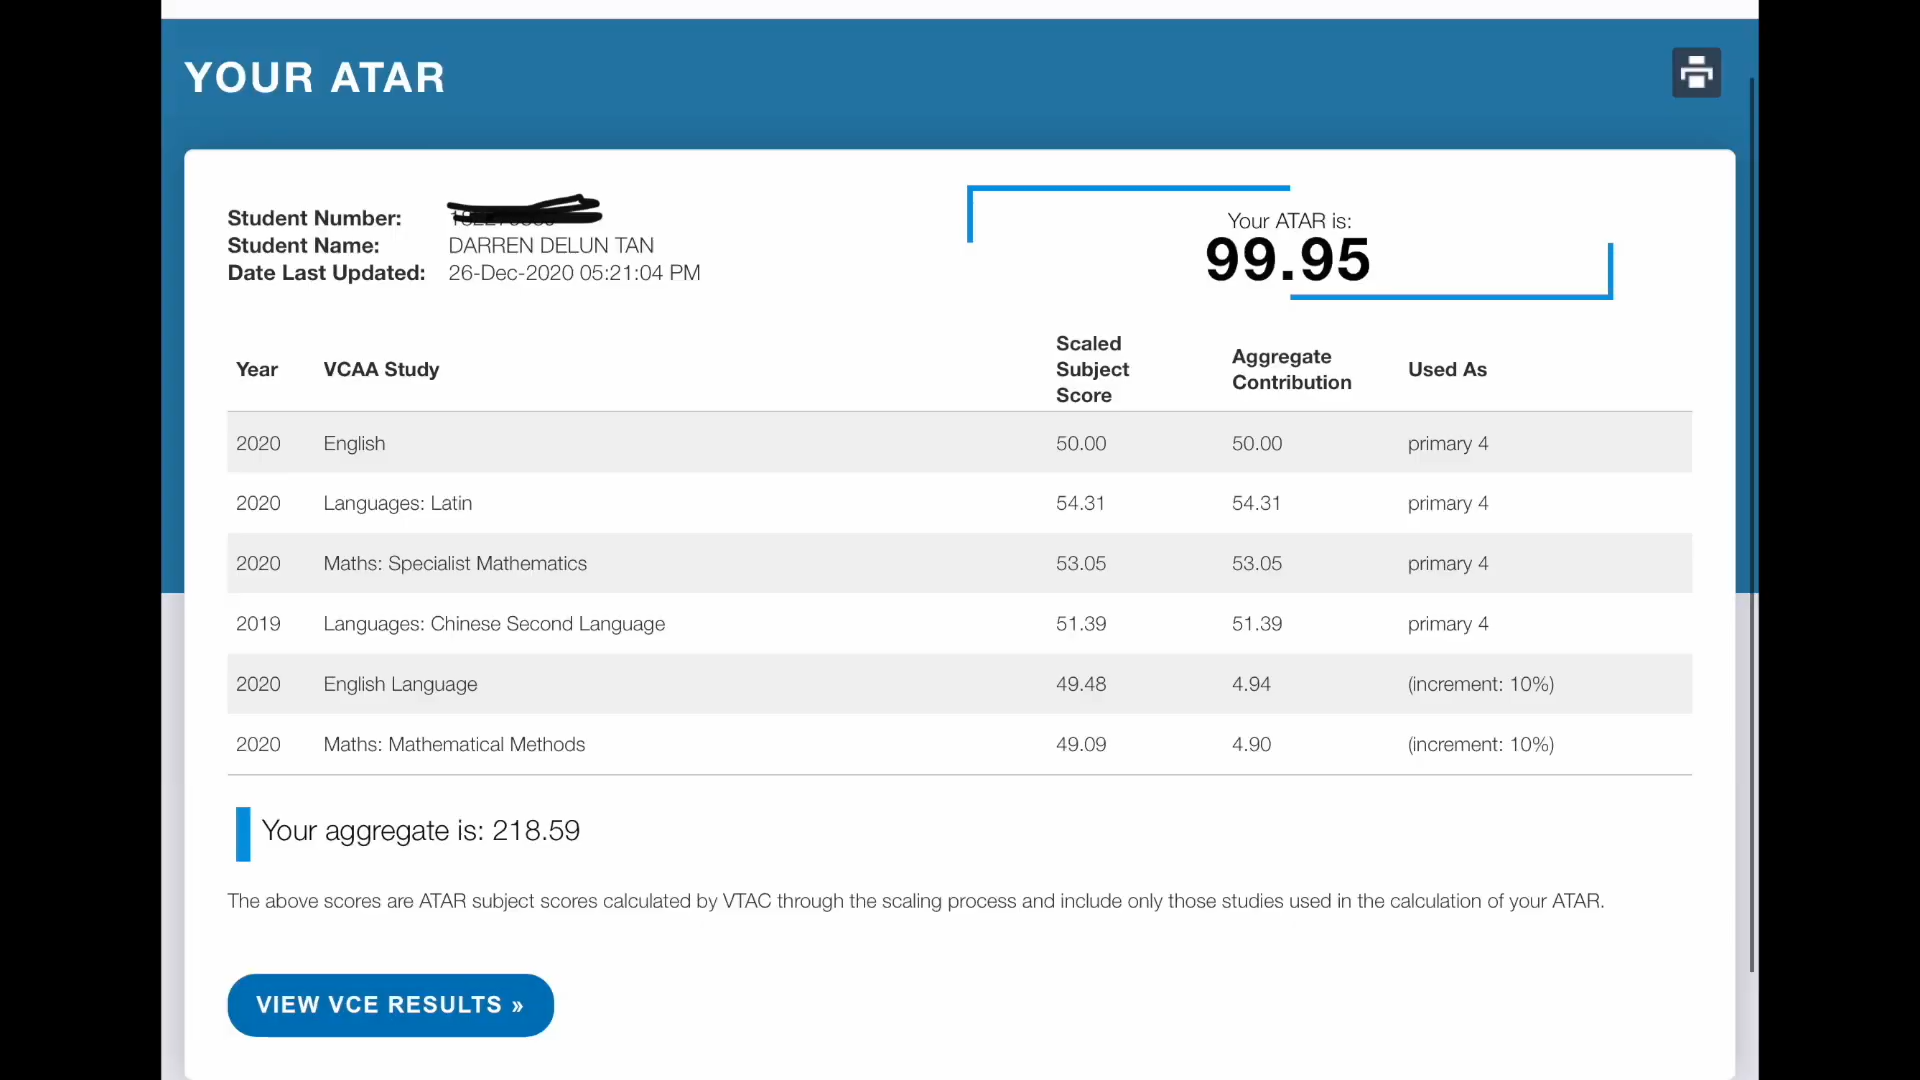 YOUR ATAR
Student Number:
Student Name: DARREN DELUN TAN
Date Last Updated: 26-Dec-2020 05:21:04 PM
Your ATAR is:
99.95
Year VCAA Study Scaled Subject Score Aggregate Contribution Used As
2020 English 50.00 50.00 primary 4
2020 Languages: Latin 54.31 54.31 primary 4
2020 Maths: Specialist Mathematics 53.05 53.05 primary 4
2019 Languages: Chinese Second Language 51.39 51.39 primary 4
2020 English Language 49.48 4.94 (increment: 10%)
2020 Maths: Mathematical Methods 49.09 4.90 (increment: 10%)
Your aggregate is: 218.59
The above scores are ATAR subject scores calculated by VTAC through the scaling process and include only those studies used in the calculation of your ATAR.
VIEW VCE RESULTS »